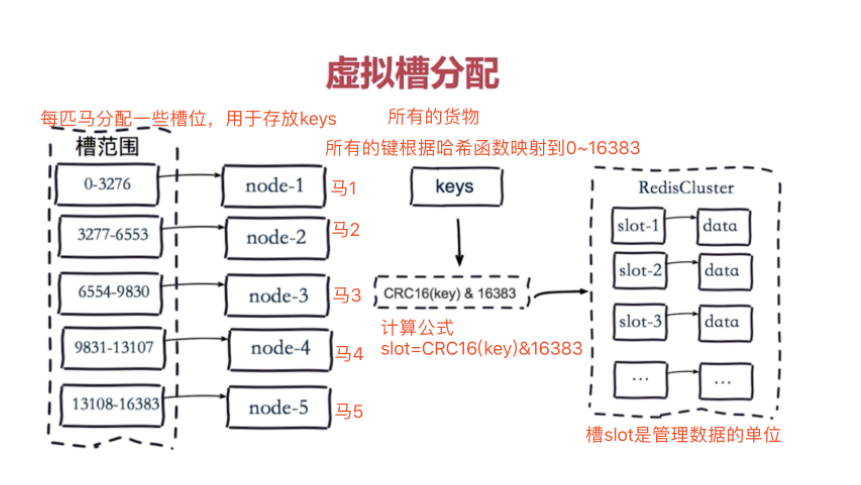 虚拟槽分配
每匹马分配一些槽位，用于存放keys
所有的货物
槽范围
所有的键根据哈希函数映射到0~16383
0-3276
node-1
马1
3277-6553
node-2
马2
6554-9830
node-3
马3
9831-13107
node-4
马4
13108-16383
node-5
马5
keys
CRC16(key) & 16383
计算公式
slot=CRC16(key)&16383
RedisCluster
slot-1
data
slot-2
data
slot-3
data
...
...
槽slot是管理数据的单位